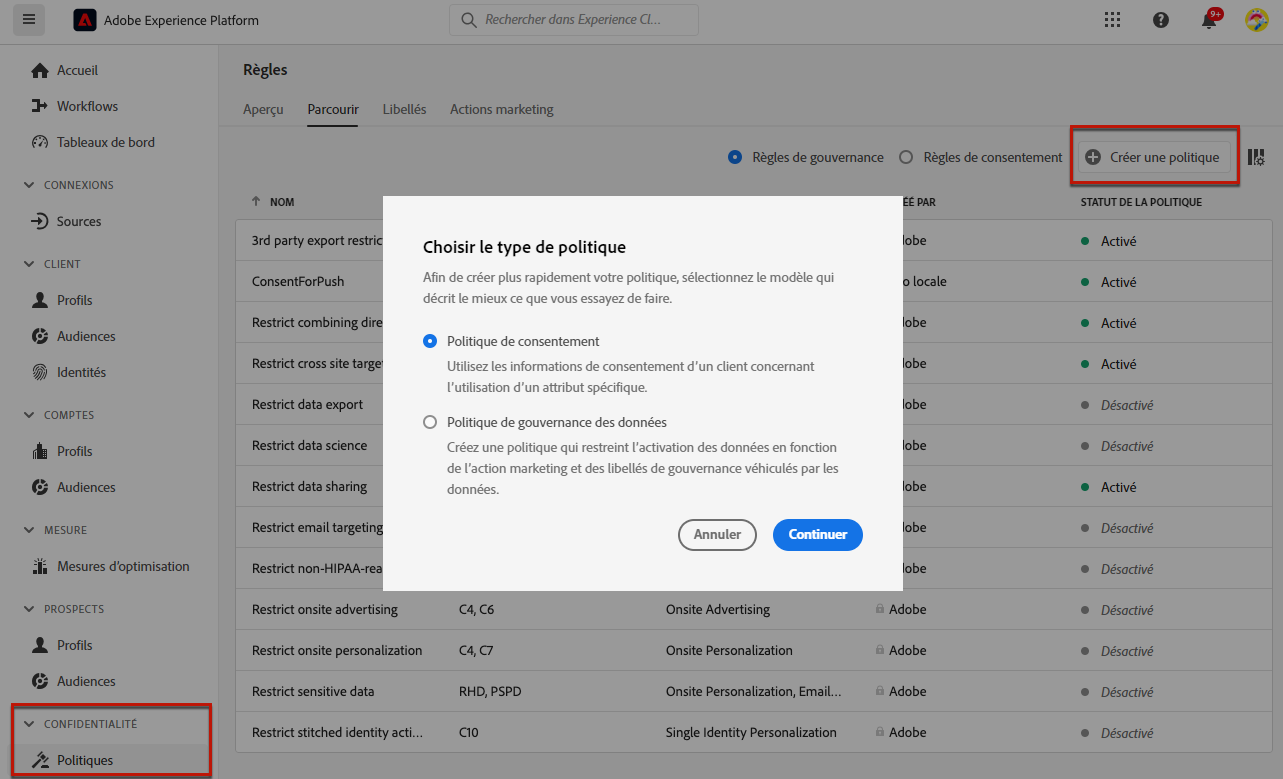 Adobe Experience Platform
Rechercher dans Experience Cl...
9+
Accueil
Workflows
Tableaux de bord
CONNEXIONS
Sources
CLIENT
Profils
Audiences
Identités
COMPTES
Profils
Audiences
MESURE
Mesures d'optimisation
PROSPECTS
Profils
Audiences
CONFIDENTIALITÉ
Politiques
Règles
Aperçu Parcourir Libellés Actions marketing
Règles de gouvernance Règles de consentement Créer une politique
NOM ÉÉ PAR STATUT DE LA POLITIQUE
3rd party export restric dobe Activé
ConsentForPush o locale Activé
Restrict combining dire dobe Activé
Restrict cross site targe dobe Activé
Restrict data export dobe Désactivé
Restrict data science dobe Désactivé
Restrict data sharing dobe Activé
Restrict email targeting dobe Désactivé
Restrict non-HIPAA-rea dobe Désactivé
Restrict onsite advertising C4, C6 Onsite Advertising Adobe Désactivé
Restrict onsite personalization C4, C7 Onsite Personalization Adobe Désactivé
Restrict sensitive data RHD, PSPD Onsite Personalization, Email... Adobe Désactivé
Restrict stitched identity acti... C10 Single Identity Personalization Adobe Désactivé
Choisir le type de politique
Afin de créer plus rapidement votre politique, sélectionnez le modèle qui
décrit le mieux ce que vous essayez de faire.
Politique de consentement
Utilisez les informations de consentement d'un client concernant
l'utilisation d'un attribut spécifique.
Politique de gouvernance des données
Créez une politique qui restreint l'activation des données en fonction
de l'action marketing et des libellés de gouvernance véhiculés par les
données.
Annuler Continuer